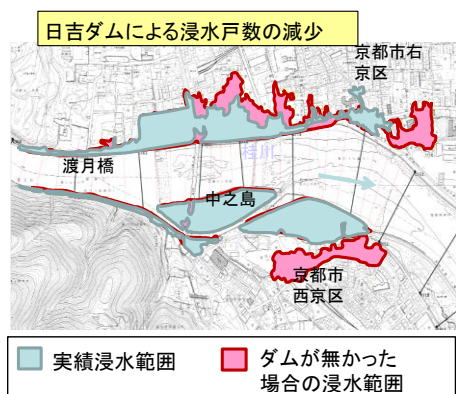 日吉ダムによる浸水戸数の減少
京都市右
京区
桂川
渡月橋
中之島
京都市
西京区
実績浸水範囲
ダムが無かった
場合の浸水範囲